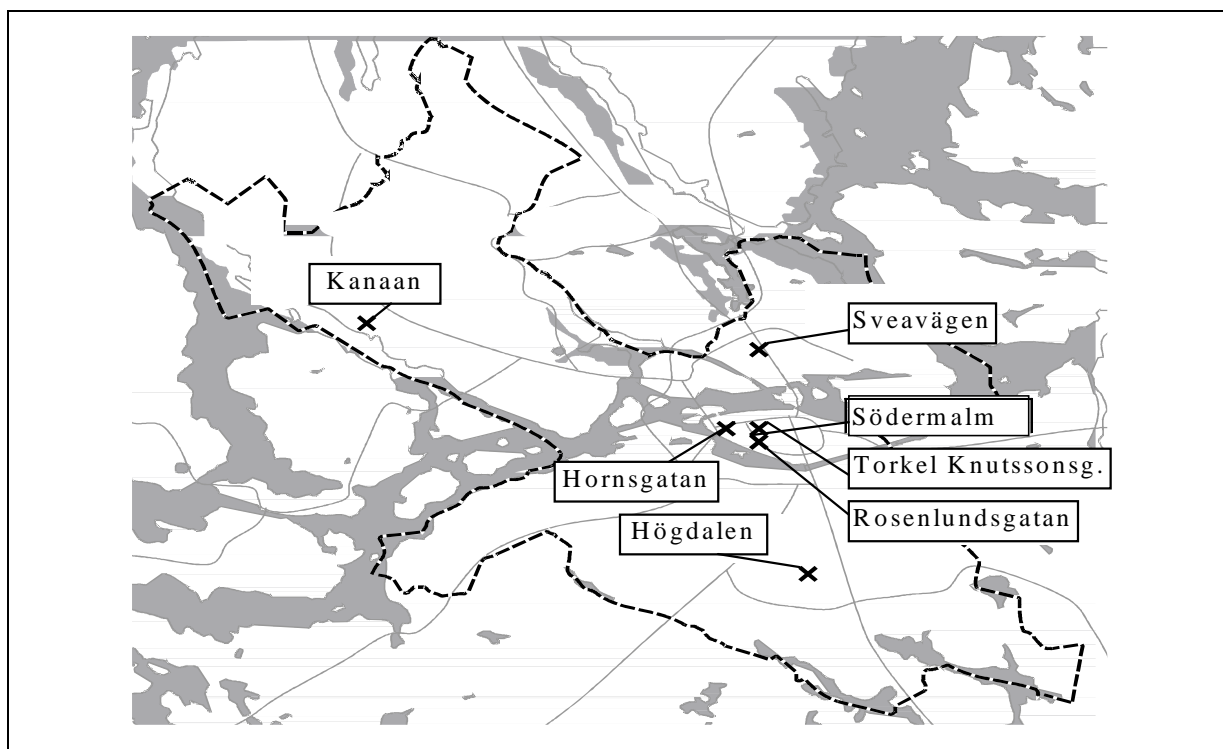 Kanaan
Sveavägen
Södermalm
Torkel Knutssonsg.
Hornsgatan
Rosenlundsgatan
Högdalen